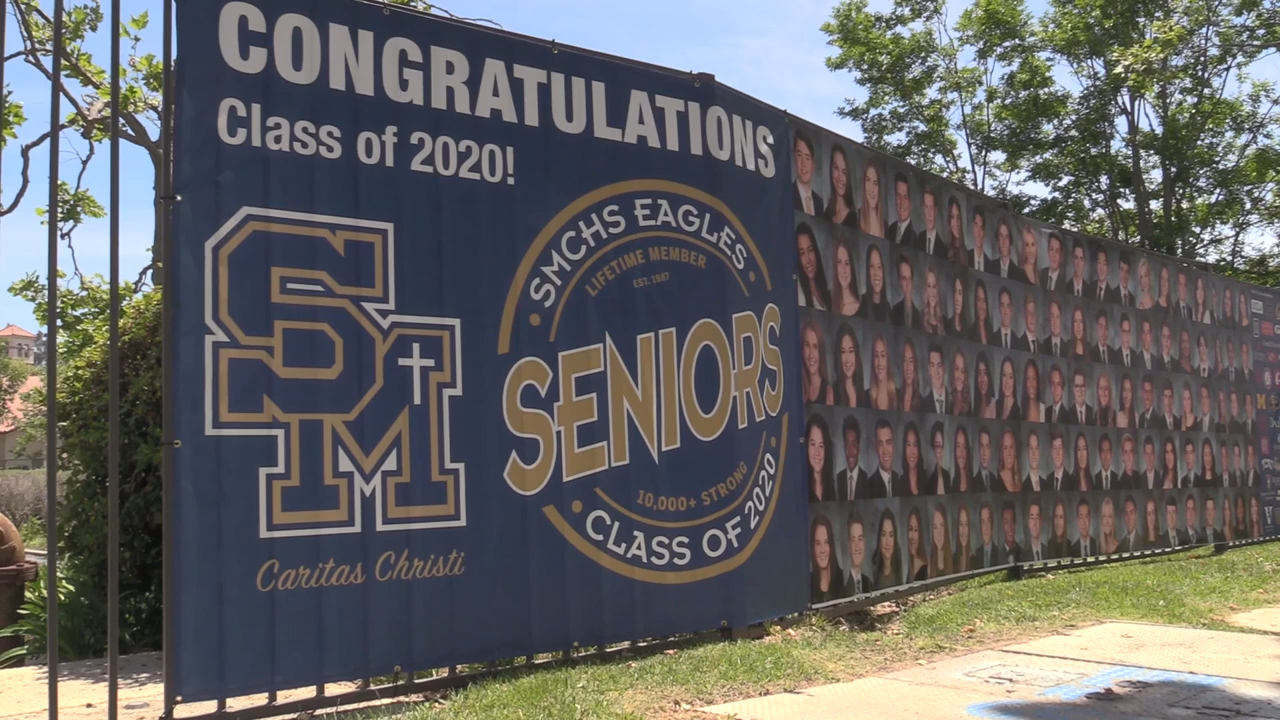 CONGRATULATIONS
Class of 2020!
SM
Caritas Christi
SMCHS EAGLES
LIFETIME MEMBER
EST. 1987
SENIORS
10,000+ STRONG
CLASS OF 2020